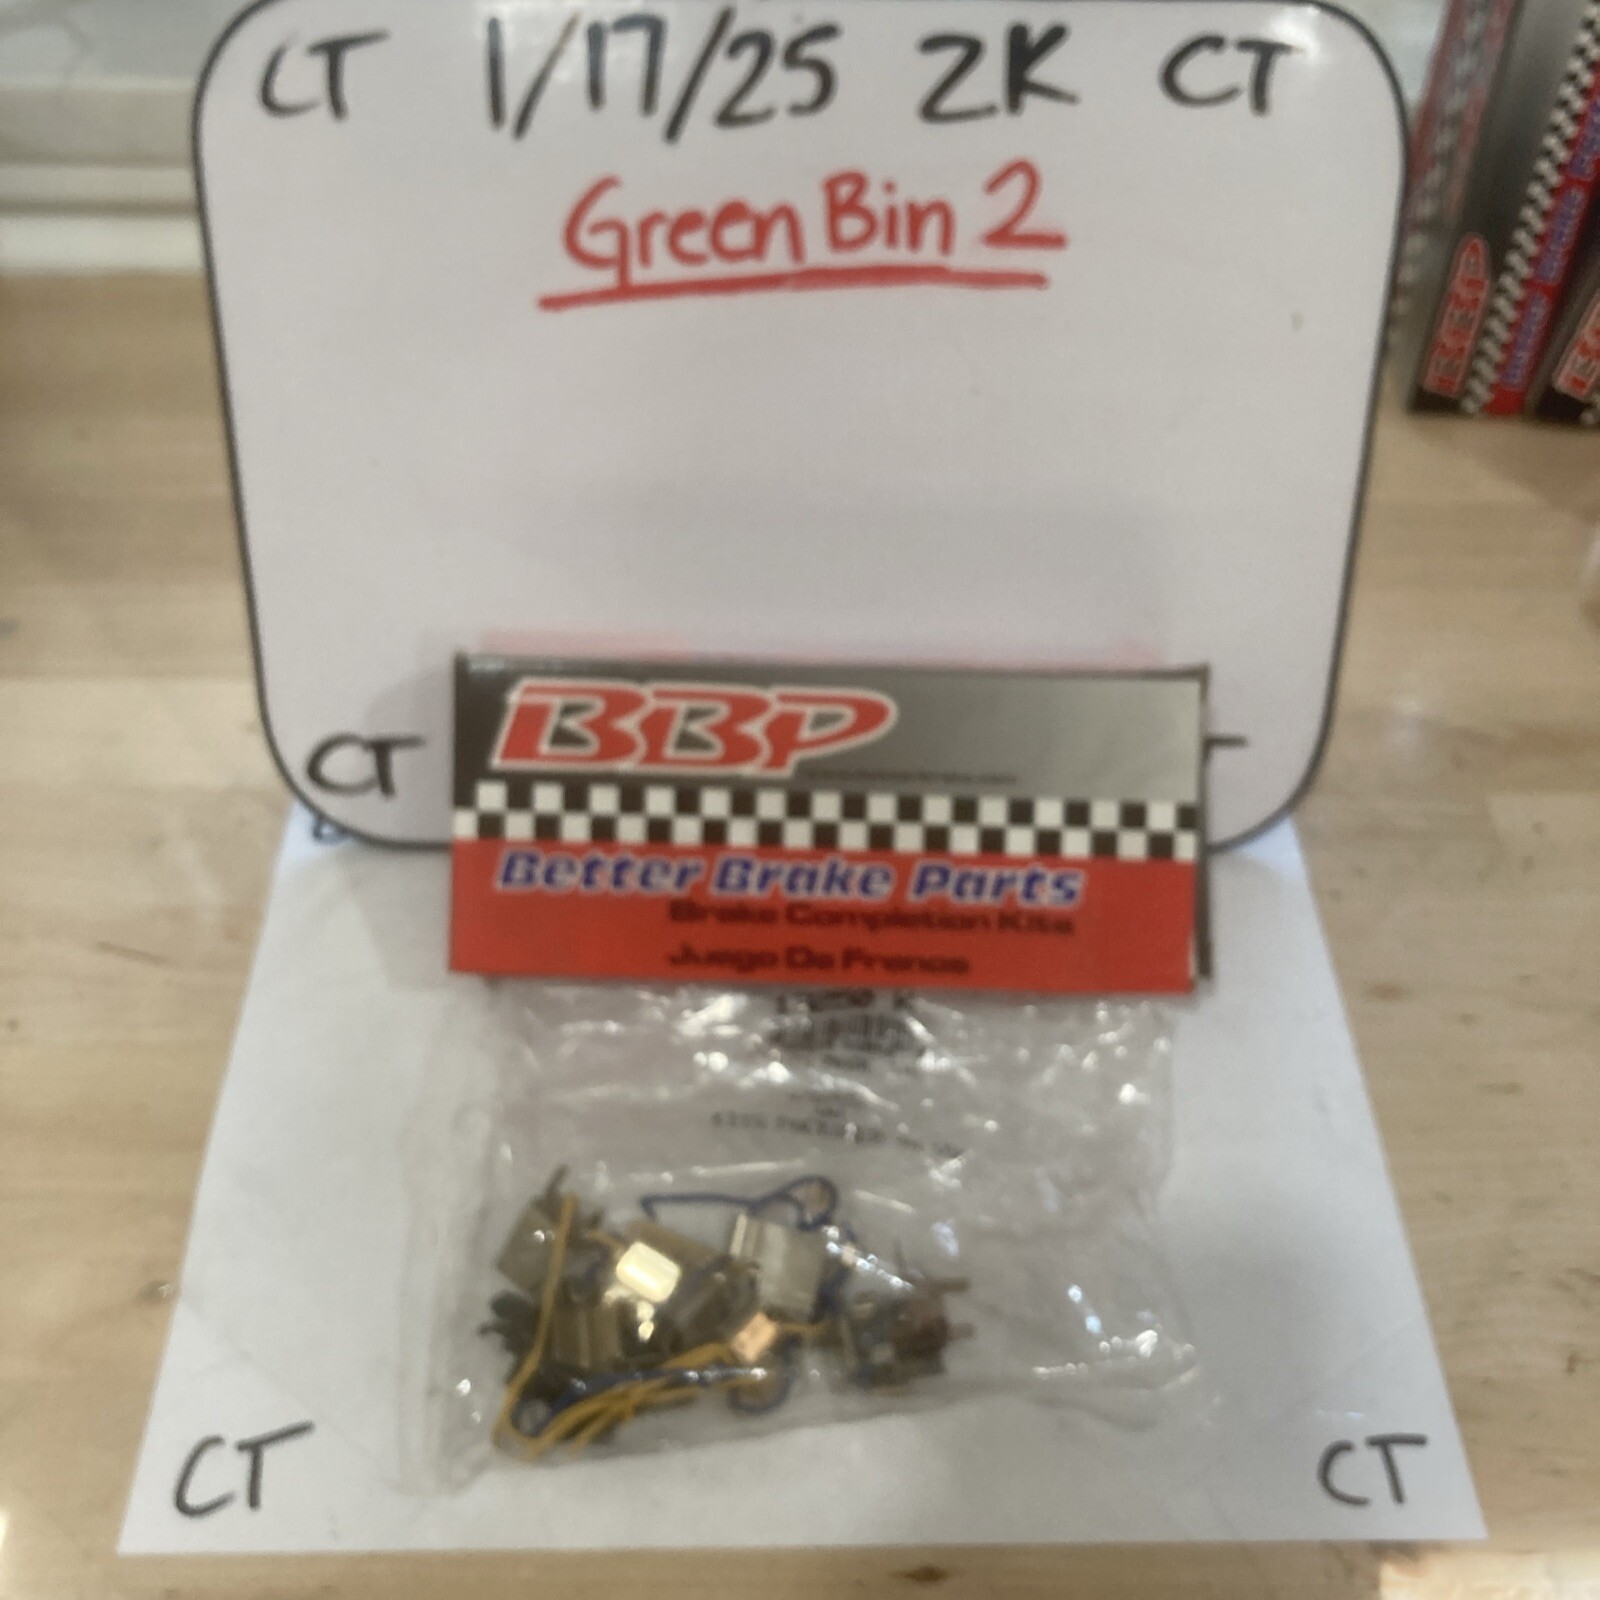 CT 1/17/25 2K CT
Green Bin 2
CT
BBP
Better Brake Parts
Brake Completion Kits
Juego De Frenos
CT CT
BBP